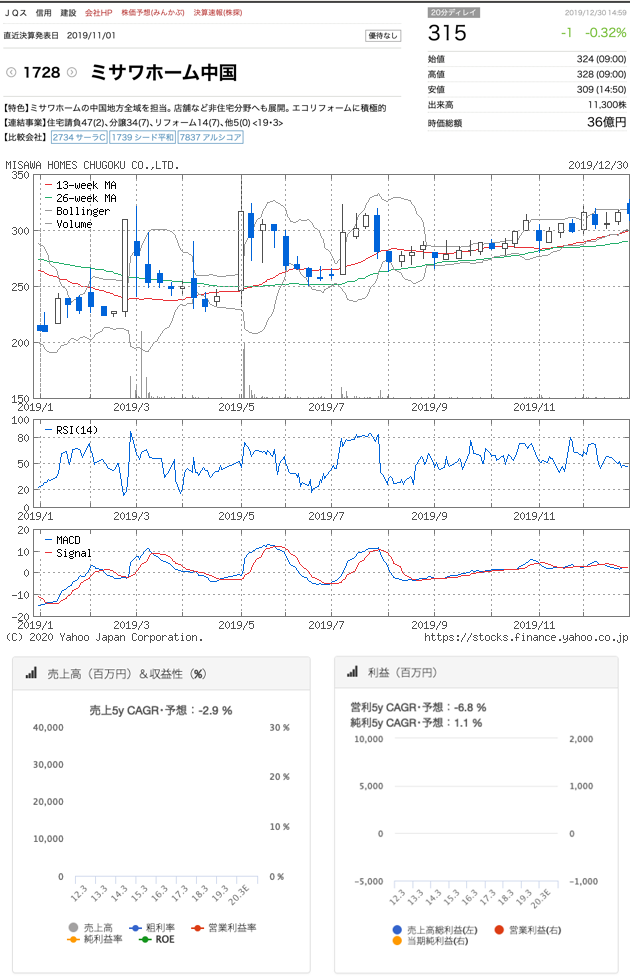 JQス 信用 建設 会社HP 株価予想(みんかぶ) 決算速報(株探)
直近決算発表日 2019/11/01 優待なし
1728 ミサワホーム中国
【特色】ミサワホームの中国地方全域を担当。店舗など非住宅分野へも展開。エコリフォームに積極的
【連結事業】住宅請負47(2)、分譲34(7)、リフォーム14(7)、他5(0) <19・3>
【比較会社】 2734 サーラC 1739 シード平和 7837 アルシコア
20分ディレイ 2019/12/30 14:59
315 -1 -0.32%
始値 324 (09:00)
高値 328 (09:00)
安値 309 (14:50)
出来高 11,300株
時価総額 36億円
MISAWA HOMES CHUGOKU CO.,LTD. 2019/12/30
350
300
250
200
150
13-week MA
26-week MA
Bollinger
Volume
2019/1 2019/3 2019/5 2019/7 2019/9 2019/11
100
80
50
20
0
RSI(14)
2019/1 2019/3 2019/5 2019/7 2019/9 2019/11
20
10
0
-10
-20
MACD
Signal
2019/1 2019/3 2019/5 2019/7 2019/9 2019/11
(C) 2020 Yahoo Japan Corporation. https://stocks.finance.yahoo.co.jp
売上高（百万円）＆収益性（%）
売上5y CAGR・予想：-2.9 %
40,000 30 %
30,000
20 %
20,000
10,000 10 %
0 0 %
12.3 13.3 14.3 15.3 16.3 17.3 18.3 19.3 20.3E
売上高 粗利率 営業利益率
純利益率 ROE
利益（百万円）
営利5y CAGR・予想：-6.8 %
純利5y CAGR・予想：1.1 %
10,000 2,000
5,000 1,000
0 0
-5,000 -1,000
12.3 13.3 14.3 15.3 16.3 17.3 18.3 19.3 20.3E
売上高総利益(左) 営業利益(右)
当期純利益(右)